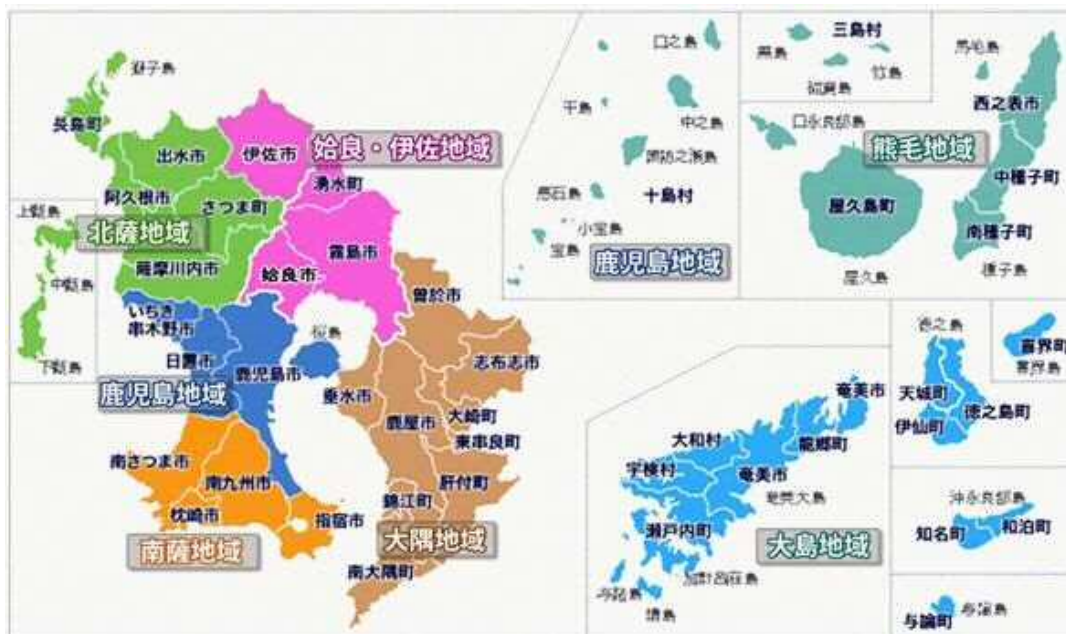 獅子島
長島町
出水市
伊佐市
姶良・伊佐地域
湧水町
阿久根市
さつま町
上甑島
北薩地域
霧島市
薩摩川内市
姶良市
中甑島
曽於市
いちき
串木野市
桜島
日置市
鹿児島市
志布志市
下甑島
鹿児島地域
垂水市
鹿屋市
大崎町
東串良町
南さつま市
南九州市
肝付町
錦江町
枕崎市
指宿市
南薩地域
大隅地域
南大隅町
口之島
平島
中之島
諏訪之瀬島
悪石島
十島村
小宝島
宝島
鹿児島地域
三島村
黒島
竹島
硫黄島
馬毛島
西之表市
口永良部島
熊毛地域
中種子町
屋久島町
南種子町
屋久島
種子島
徳之島
喜界町
喜界島
天城町
徳之島町
伊仙町
奄美市
龍郷町
大和村
宇検村
奄美市
奄美大島
瀬戸内町
大島地域
加計呂麻島
与路島
請島
沖永良部島
知名町
和泊町
与論町
与論島